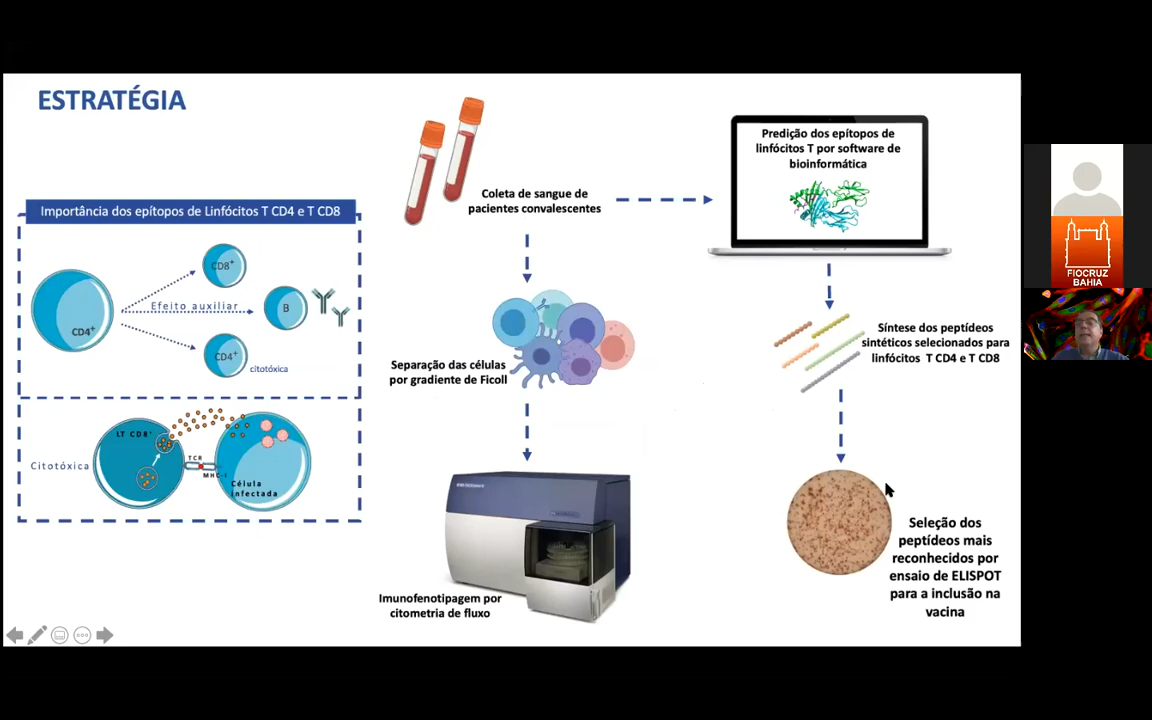 ESTRATÉGIA
Importância dos epítopos de Linfócitos T CD4 e T CD8
CD8+
Efeito auxiliar
B
CD4+
CD4+
citotóxica
LT CD8+
TCR
MHC-I
Citotóxica
Célula
infectada
Coleta de sangue de
pacientes convalescentes
Separação das células
por gradiente de Ficoll
Imunofenotipagem por
citometria de fluxo
Predição dos epítopos de
linfócitos T por software de
bioinformática
Síntese dos peptídeos
sintéticos selecionados para
linfócitos T CD4 e T CD8
Seleção dos
peptídeos mais
reconhecidos por
ensaio de ELISPOT
para a inclusão na
vacina
FIOCRUZ
BAHIA